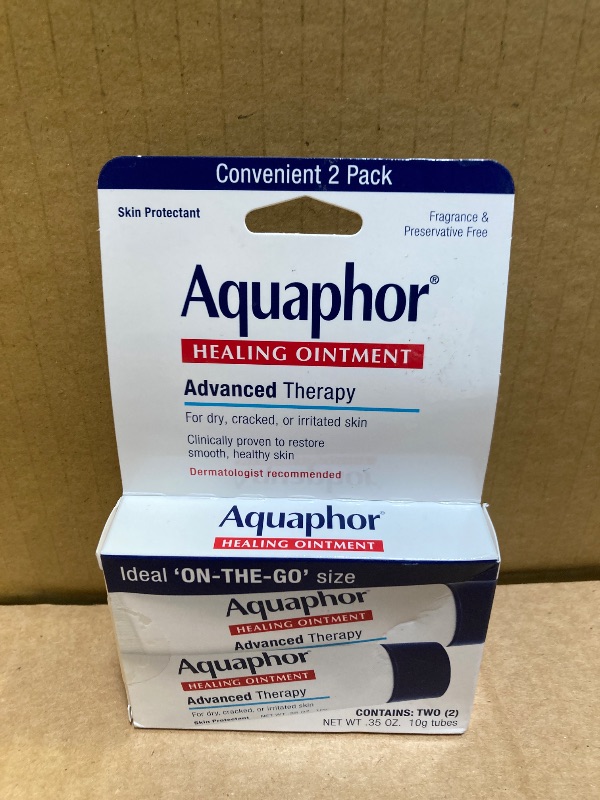 Convenient 2 Pack
Skin Protectant
Fragrance &
Preservative Free
Aquaphor®
HEALING OINTMENT
Advanced Therapy
For dry, cracked, or irritated skin
Clinically proven to restore
smooth, healthy skin
Dermatologist recommended
Aquaphor®
HEALING OINTMENT
Ideal ‘ON-THE-GO’ size
Aquaphor
HEALING OINTMENT
Advanced Therapy
Aquaphor
HEALING OINTMENT
Advanced Therapy
For dry, cracked, or irritated skin
Skin Protectant
CONTAINS: TWO (2)
NET WT .35 OZ. 10g tubes